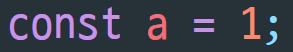 const a = 1;